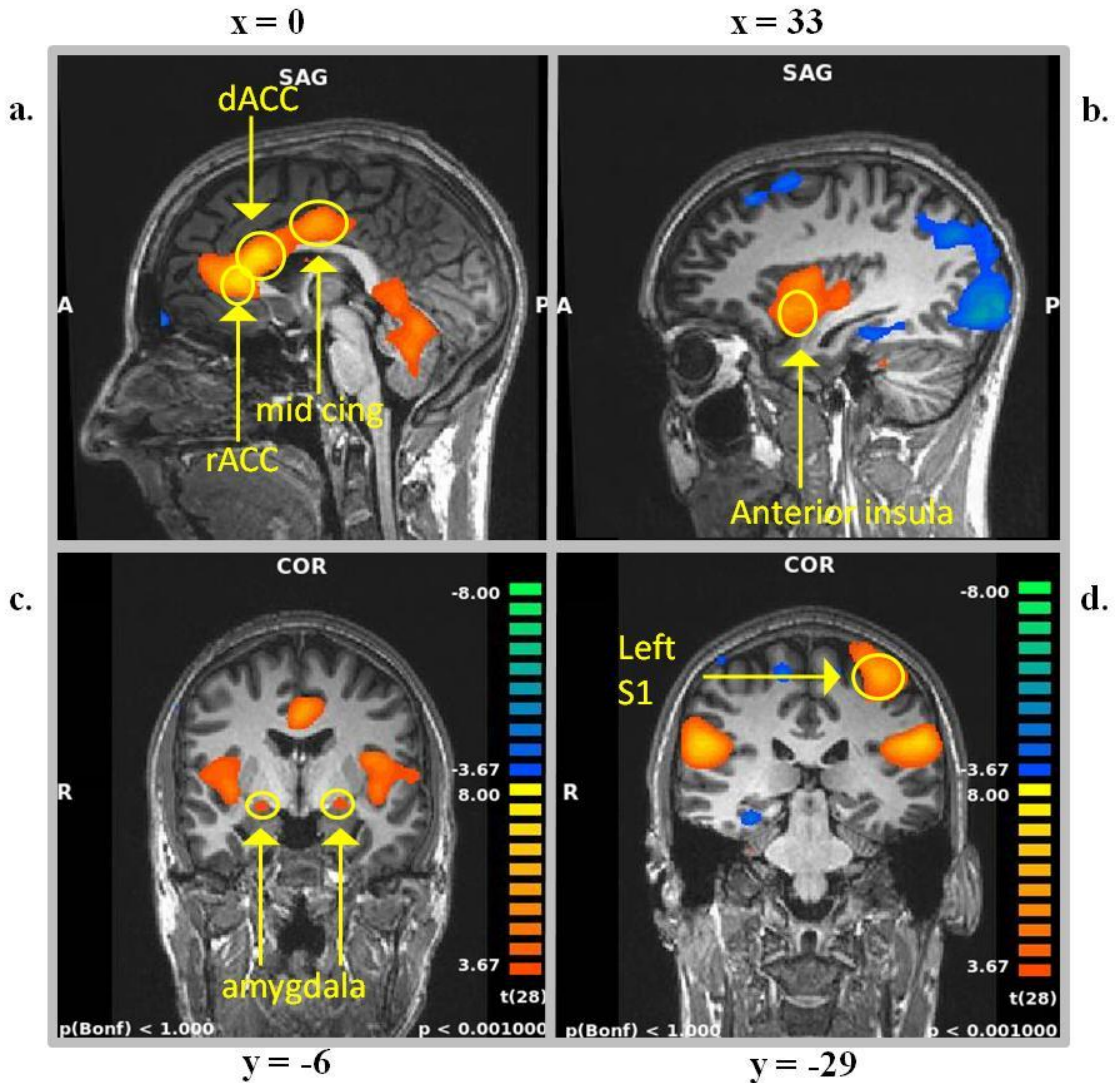 x = 0
x = 33
a.
SAG
dACC
A
P
mid cing
rACC
SAG
b.
A
P
Anterior insula
c.
COR
-8.00
R
-3.67
8.00
3.67
amygdala
t(28)
p(Bonf) < 1.000
p < 0.001000
COR
-8.00
d.
Left
S1
R
-3.67
8.00
3.67
t(28)
p(Bonf) < 1.000
p < 0.001000
y = -6
y = -29